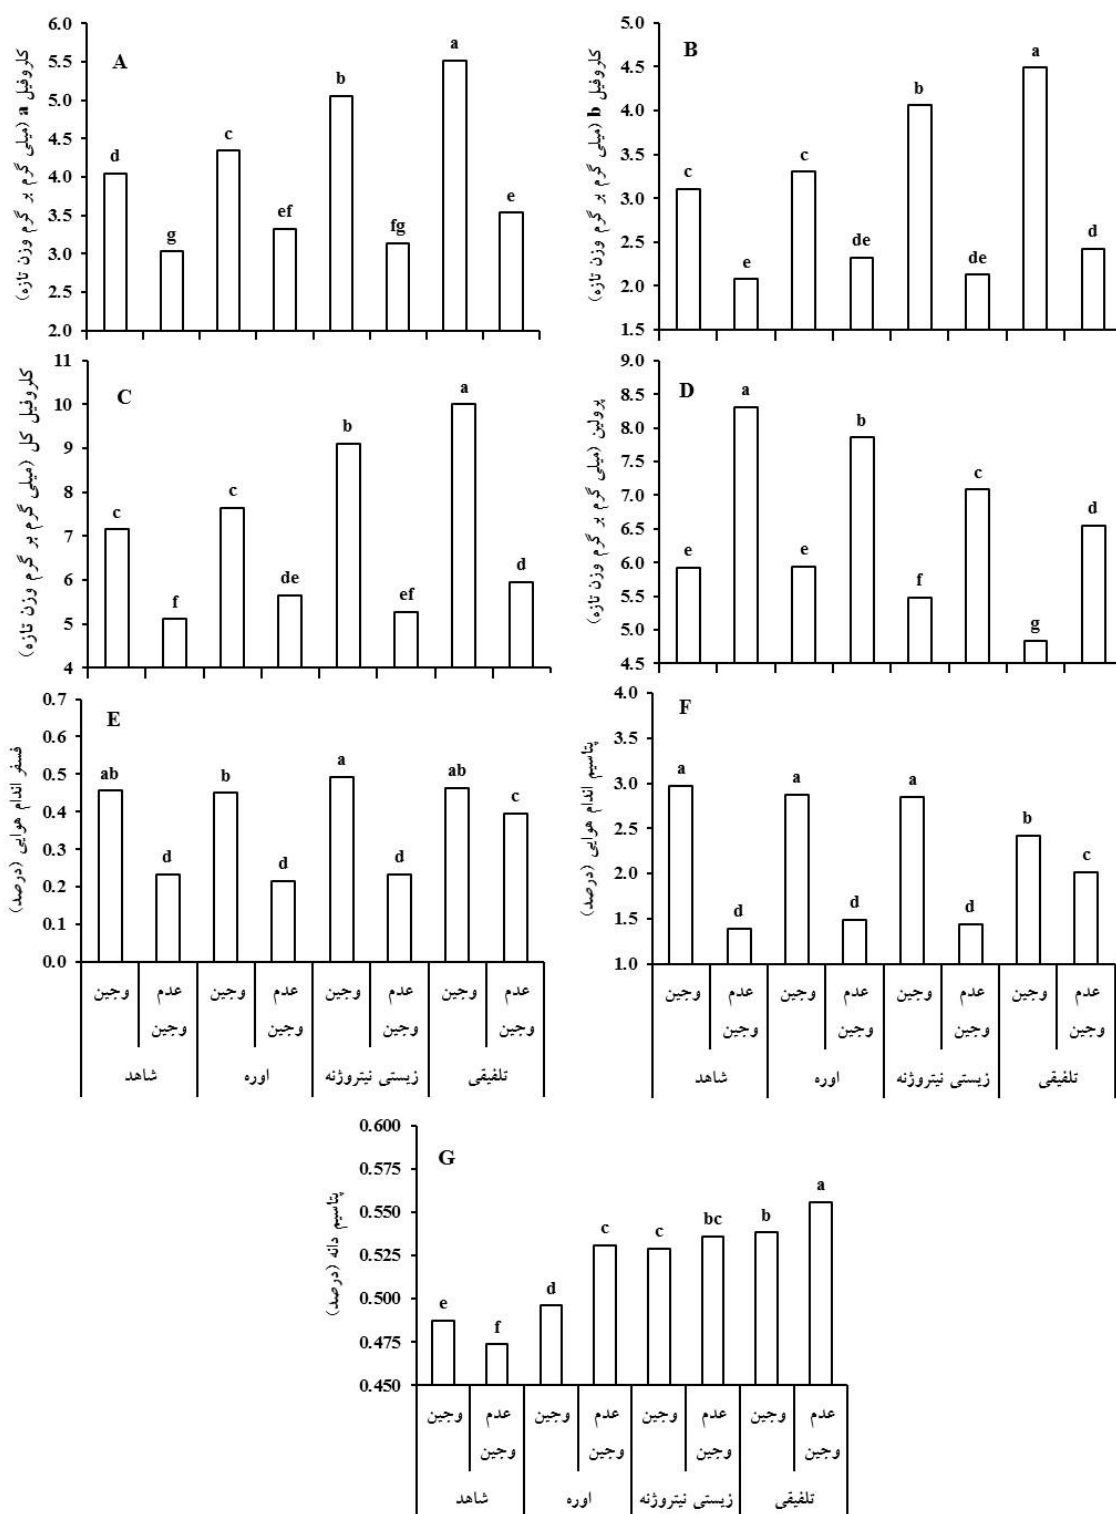 A
کلروفیل a (میلی گرم بر گرم وزن تازه)
6.0
5.5
5.0
4.5
4.0
3.5
3.0
2.5
2.0
d g c ef b fg a e
B
کلروفیل b (میلی گرم بر گرم وزن تازه)
5.0
4.5
4.0
3.5
3.0
2.5
2.0
1.5
c e c de b de a d
C
کلروفیل کل (میلی گرم بر گرم وزن تازه)
11
10
9
8
7
6
5
4
c f c de b ef a d
D
پرولین (میلی گرم بر گرم وزن تازه)
9.0
8.5
8.0
7.5
7.0
6.5
6.0
5.5
5.0
4.5
e a e b f c g d
E
فسفر اندام هوایی (درصد)
0.7
0.6
0.5
0.4
0.3
0.2
0.1
0.0
ab d b d a d ab c
وجین عدم وجین وجین عدم وجین وجین عدم وجین وجین عدم وجین
شاهد اوره زیستی نیتروژنه تلفیقی
F
پتاسیم اندام هوایی (درصد)
4.0
3.5
3.0
2.5
2.0
1.5
1.0
a d a d a d b c
وجین عدم وجین وجین عدم وجین وجین عدم وجین وجین عدم وجین
شاهد اوره زیستی نیتروژنه تلفیقی
G
پتاسیم دانه (درصد)
0.600
0.575
0.550
0.525
0.500
0.475
0.450
e f d c c bc b a
وجین عدم وجین وجین عدم وجین وجین عدم وجین وجین عدم وجین
شاهد اوره زیستی نیتروژنه تلفیقی